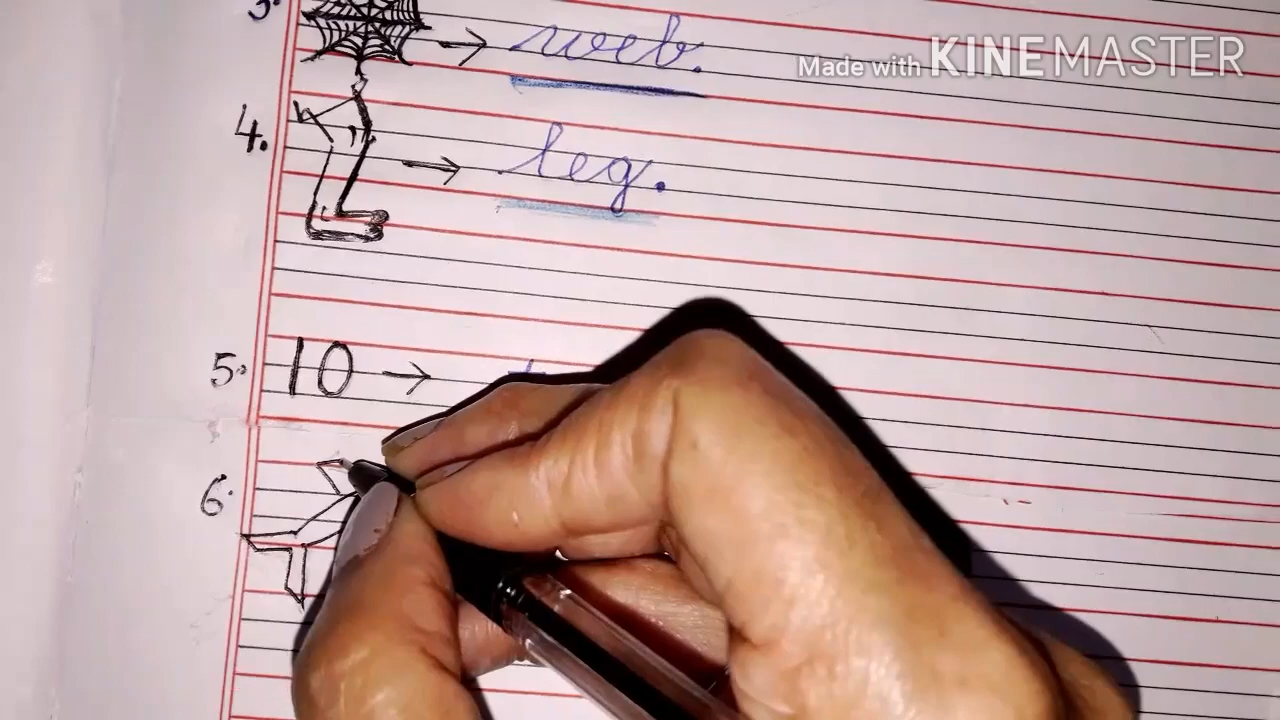 Made with KINEMASTER
3. → web.
4. → leg.
5. 10 →
6.